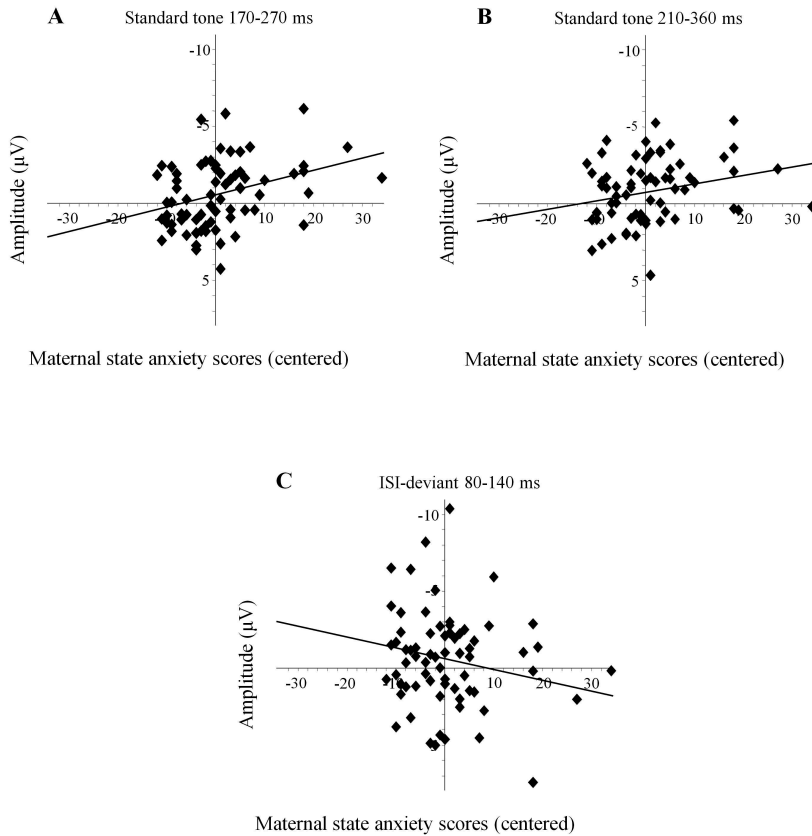 A
Standard tone 170-270 ms
-10
-5
5
-30
-20
-10
10
20
30
Amplitude (µV)
Maternal state anxiety scores (centered)
B
Standard tone 210-360 ms
-10
-5
5
-30
-20
-10
10
20
30
Amplitude (µV)
Maternal state anxiety scores (centered)
C
ISI-deviant 80-140 ms
-10
-30
-20
10
20
30
Amplitude (µV)
Maternal state anxiety scores (centered)